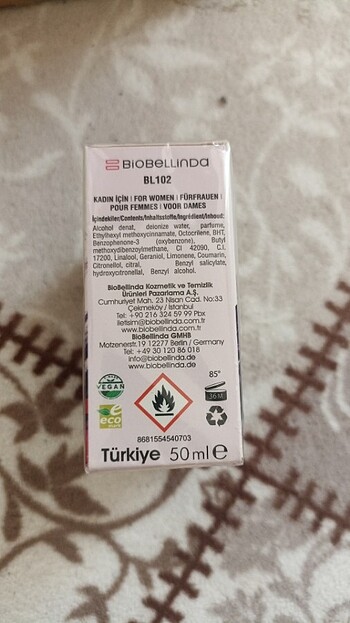 BIOBELLINDA
BL102
KADIN İÇİN | FOR WOMEN | FÜRFRAUEN |
POUR FEMMES | VOOR DAMES
İçindekiler/Contents/Inhaltsstoffe/Ingrédient/Inhoud:
Alcohol denat, deionize water, parfume,
Ethylhexyl methoxycinnamate, Octocrilene, BHT,
Benzophenone-3 (oxybenzone), Butyl
methoxydibenzoylmethane, CI 42090, C.I.
17200, Linalool, Geraniol, Limonene, Coumarin,
Citronellol, citral, Benzyl salicylate,
hydroxycitronellal, Benzyl alcohol.
BioBellinda Kozmetik ve Temizlik
Ürünleri Pazarlama A.Ş.
Cumhuriyet Mah. 23 Nisan Cad. No:33
Çekmeköy / İstanbul
Tel: +90 216 324 59 99 Pbx
iletisim@biobellinda.com.tr
www.biobellinda.com.tr
BioBellinda GMHB
Motzenerstr.19 12277 Berlin / Germany
Tel: +49 30 120 86 018
info@biobellinda.de
www.biobellinda.de
85°
VEGAN
36 M
eco
8681554540703
Türkiye 50 ml e